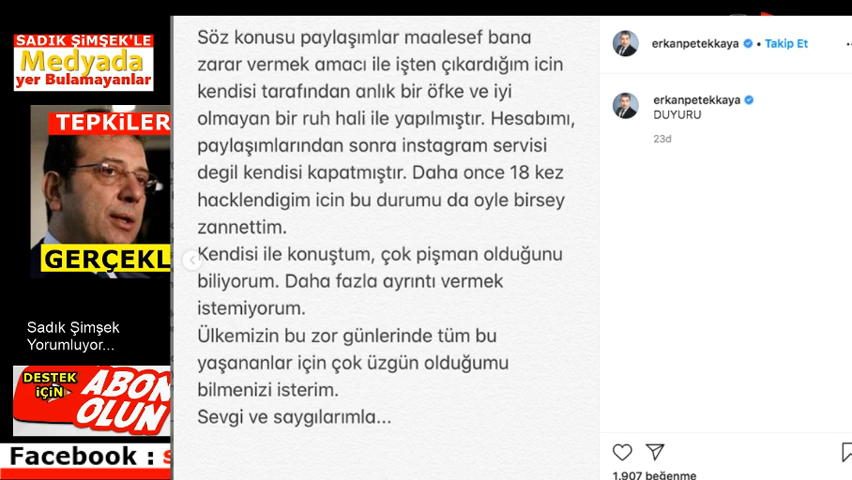 SADIK ŞİMŞEK'LE
Medyada
yer Bulamayanlar
TEPKiLER
GERÇEKL
Sadık Şimşek
Yorumluyor...
DESTEK
iÇiN
ABON
OLUN
Facebook : s
Söz konusu paylaşımlar maalesef bana
zarar vermek amacı ile işten çıkardığım icin
kendisi tarafından anlık bir öfke ve iyi
olmayan bir ruh hali ile yapılmıştır. Hesabımı,
paylaşımlarından sonra instagram servisi
degil kendisi kapatmıştır. Daha once 18 kez
hacklendigim icin bu durumu da oyle birsey
zannettim.
Kendisi ile konuştum, çok pişman olduğunu
biliyorum. Daha fazla ayrıntı vermek
istemiyorum.
Ülkemizin bu zor günlerinde tüm bu
yaşananlar için çok üzgün olduğumu
bilmenizi isterim.
Sevgi ve saygılarımla...
erkanpetekkaya • Takip Et
erkanpetekkaya
DUYURU
23d
1.907 beğenme